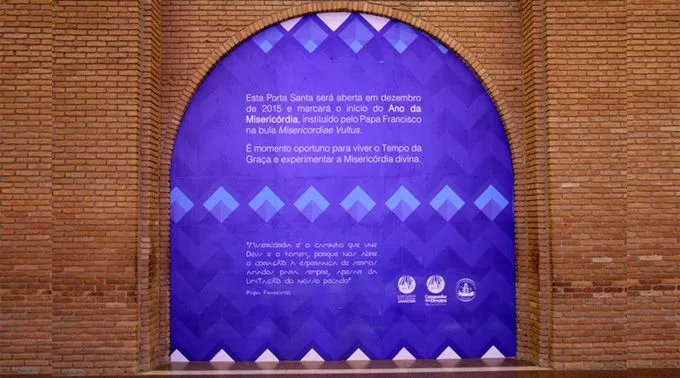 Esta Porta Santa será aberta em dezembro
de 2015 e marcará o início do Ano da
Misericórdia, instituído pelo Papa Francisco
na bula Misericordiae Vultus.
É momento oportuno para viver o Tempo da
Graça e experimentar a Misericórdia divina.
"Misericórdia é o caminho que une
Deus e o homem, porque nos abre
o coração à esperança de sermos
amados para sempre, apesar da
limitação do nosso pecado"
Papa Francisco
Campanha
dos Devotos